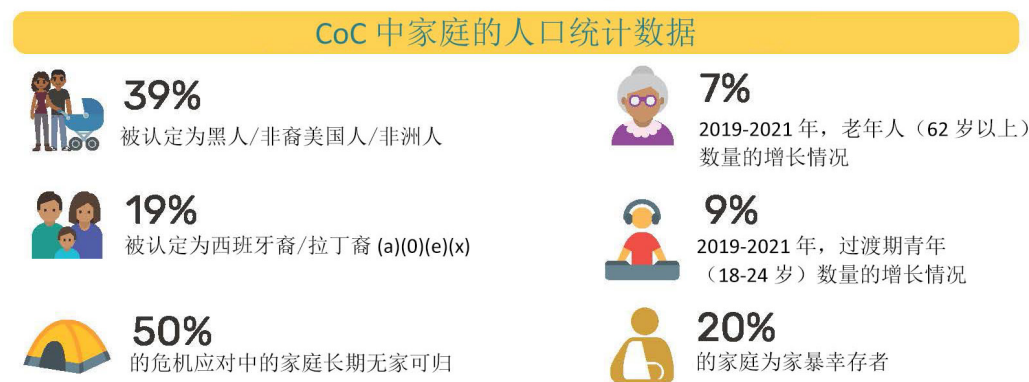 CoC 中家庭的人口统计数据
39%
被认定为黑人/非裔美国人/非洲人
19%
被认定为西班牙裔/拉丁裔 (a)(0)(e)(x)
50%
的危机应对中的家庭长期无家可归
7%
2019-2021 年，老年人（62 岁以上）
数量的增长情况
9%
2019-2021 年，过渡期青年
（18-24 岁）数量的增长情况
20%
的家庭为家暴幸存者